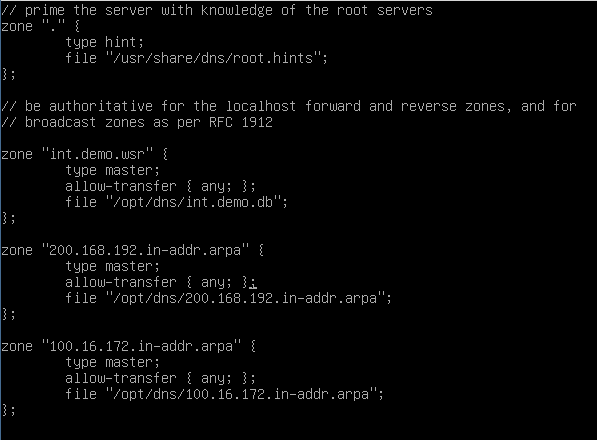 // prime the server with knowledge of the root servers
zone "." {
        type hint;
        file "/usr/share/dns/root.hints";
};

// be authoritative for the localhost forward and reverse zones, and for
// broadcast zones as per RFC 1912

zone "int.demo.wsr" {
        type master;
        allow-transfer { any; };
        file "/opt/dns/int.demo.db";
};

zone "200.168.192.in-addr.arpa" {
        type master;
        allow-transfer { any; };
        file "/opt/dns/200.168.192.in-addr.arpa";
};

zone "100.16.172.in-addr.arpa" {
        type master;
        allow-transfer { any; };
        file "/opt/dns/100.16.172.in-addr.arpa";
};